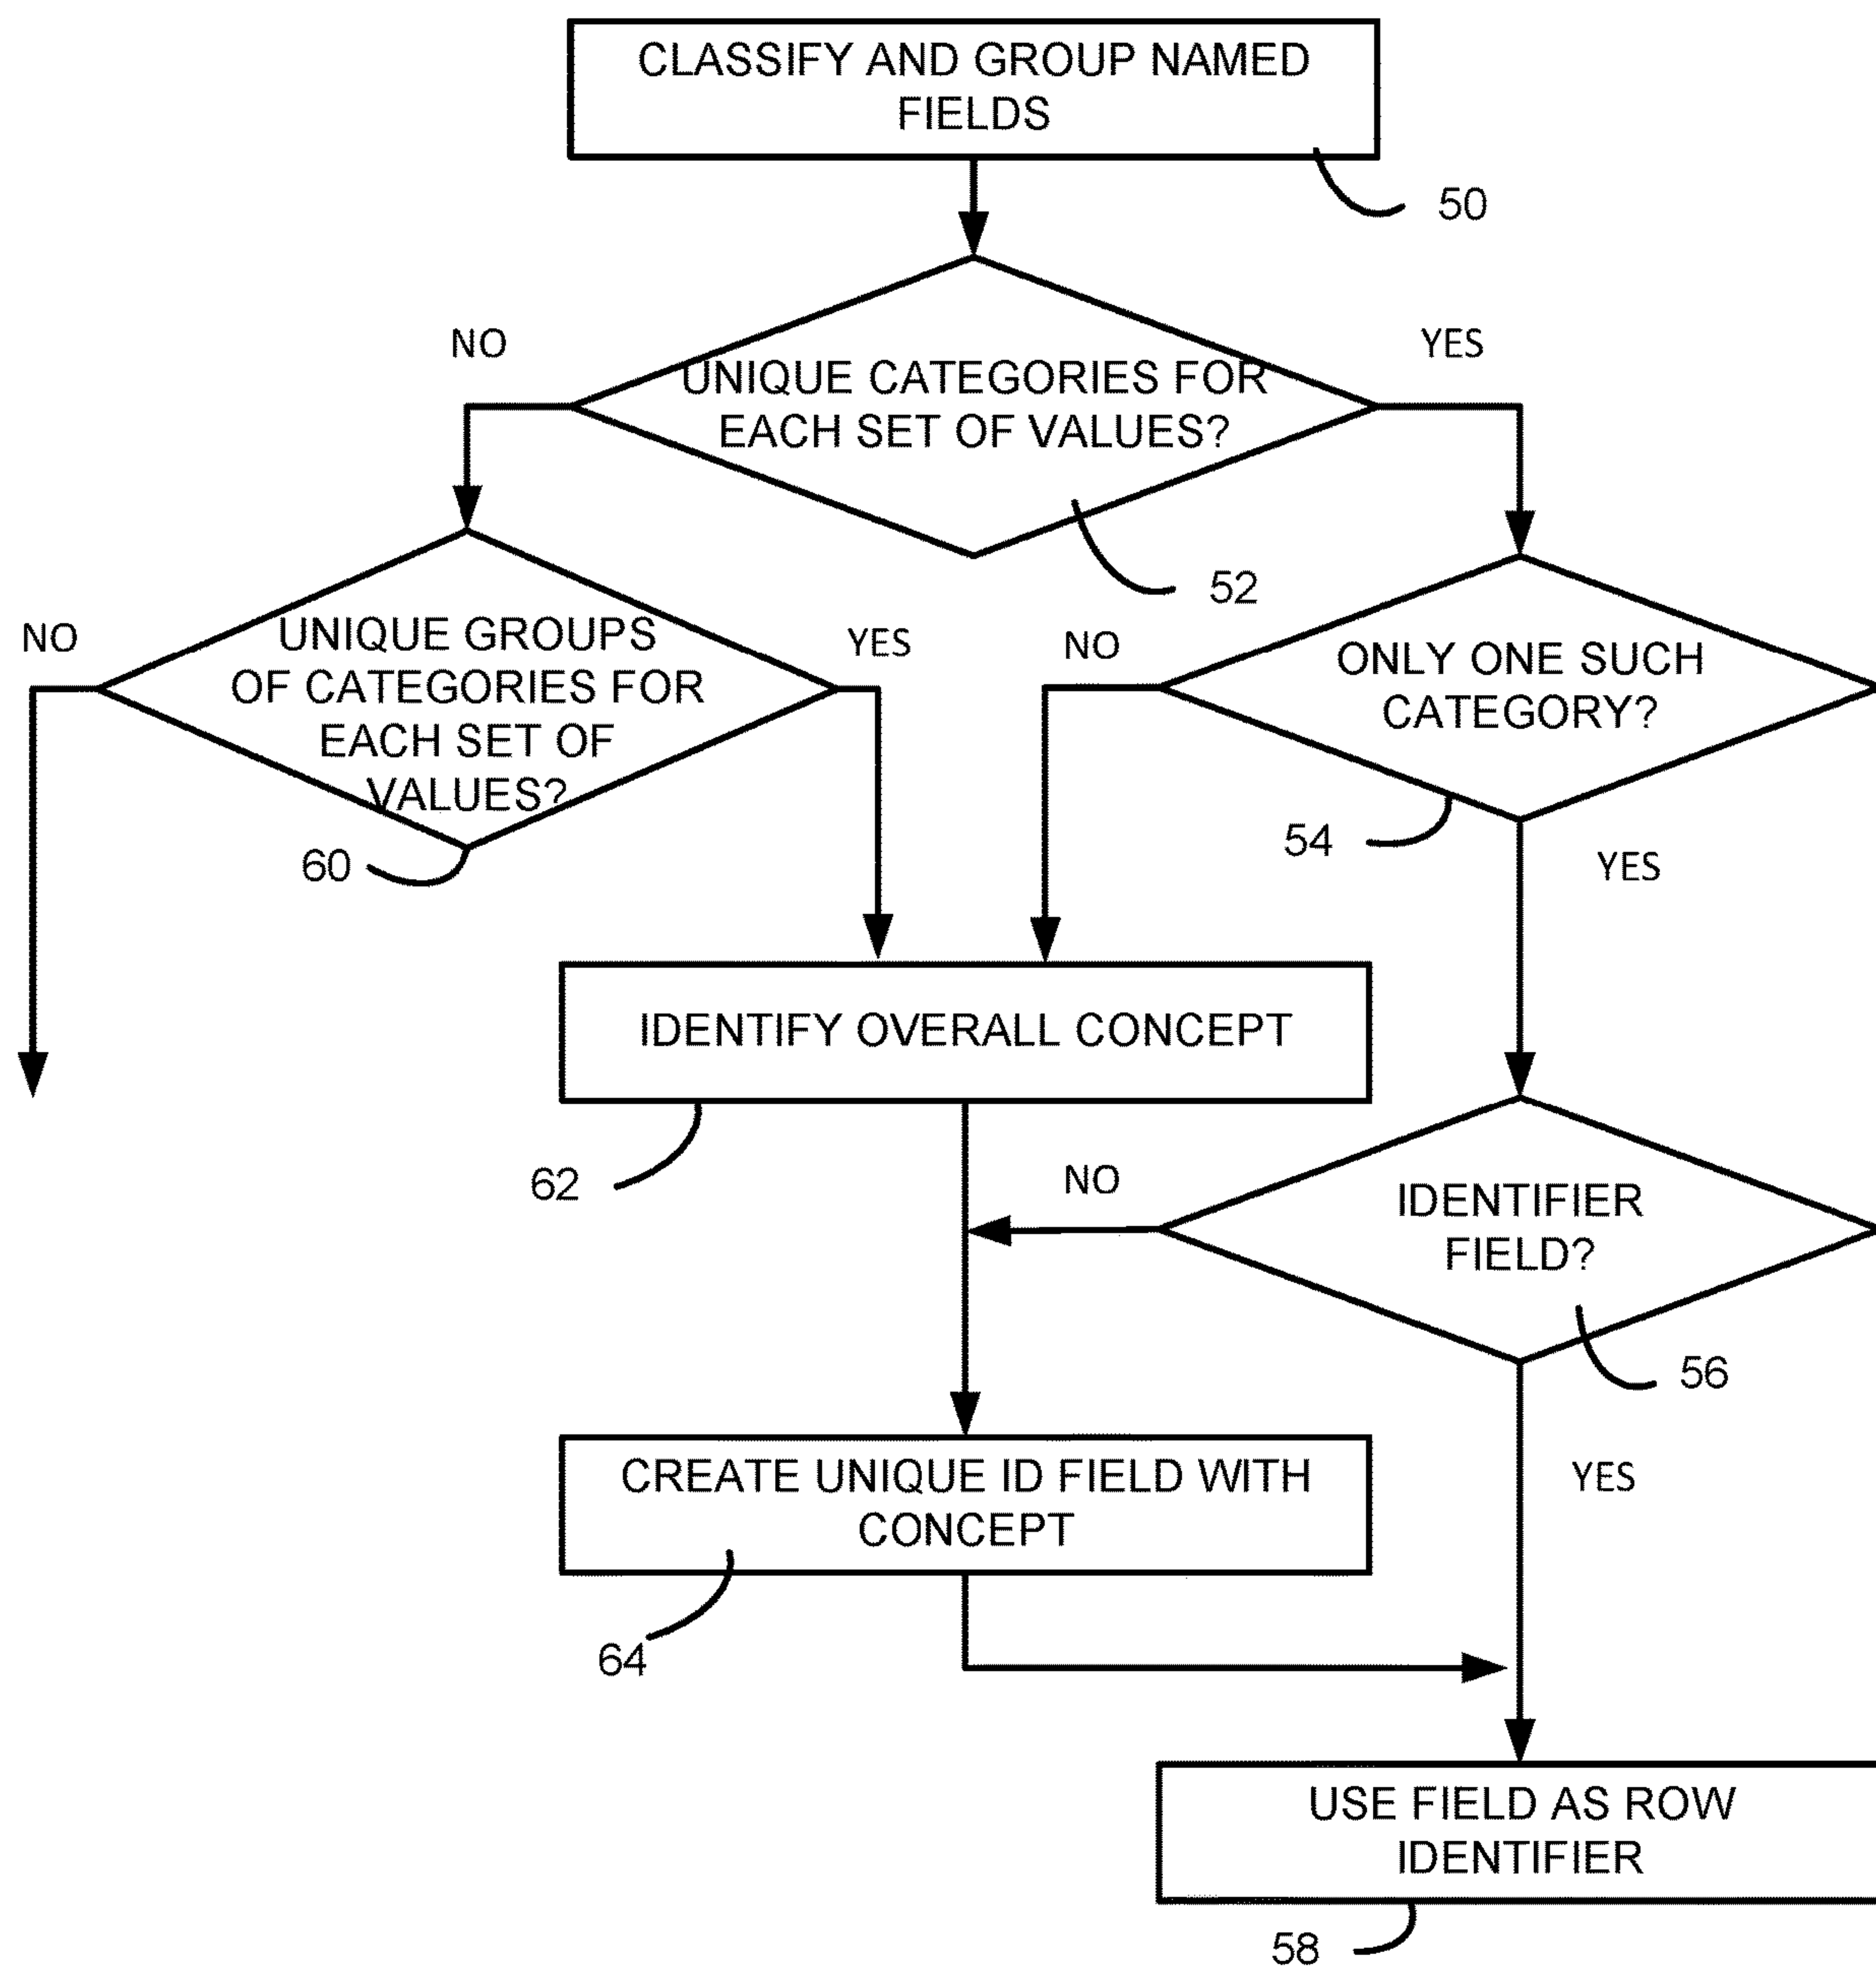 CLASSIFY AND GROUP NAMED
FIELDS
50
NO
YES
UNIQUE CATEGORIES FOR
EACH SET OF VALUES?
52
NO
UNIQUE GROUPS
OF CATEGORIES FOR
EACH SET OF
VALUES?
YES
60
NO
ONLY ONE SUCH
CATEGORY?
54
YES
IDENTIFY OVERALL CONCEPT
62
NO
IDENTIFIER
FIELD?
56
YES
CREATE UNIQUE ID FIELD WITH
CONCEPT
64
USE FIELD AS ROW
IDENTIFIER
58